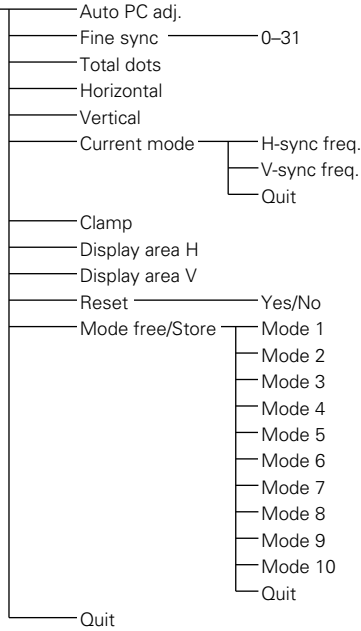 Auto PC adj.
Fine sync 0–31
Total dots
Horizontal
Vertical
Current mode H-sync freq.
V-sync freq.
Quit
Clamp
Display area H
Display area V
Reset Yes/No
Mode free/Store Mode 1
Mode 2
Mode 3
Mode 4
Mode 5
Mode 6
Mode 7
Mode 8
Mode 9
Mode 10
Quit
Quit